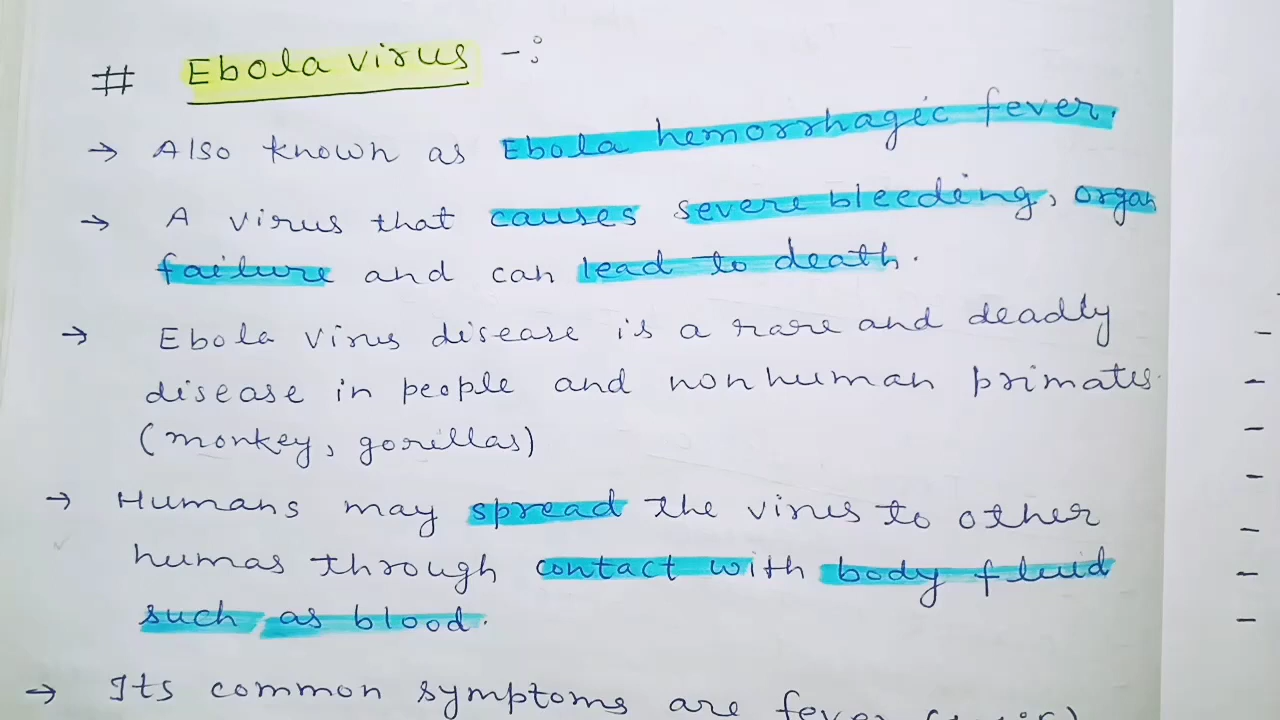 # Ebola virus -:
→ Also known as Ebola hemorrhagic fever.
→ A virus that causes severe bleeding, organ
failure and can lead to death.
→ Ebola virus disease is a rare and deadly
disease in people and nonhuman primates.
(monkey, gorillas)
→ Humans may spread the virus to other
humas through contact with body fluid
such as blood.
→ Its common symptoms are fever